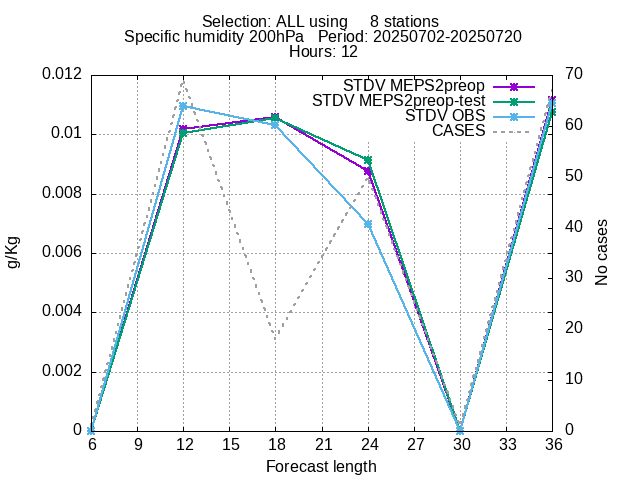 Selection: ALL using     8 stations
Specific humidity 200hPa   Period: 20250702-20250720
Hours: 12
STDV MEPS2preop
STDV MEPS2preop-test
STDV OBS
CASES
0.012
0.01
0.008
0.006
0.004
0.002
0
g/Kg
70
60
50
40
30
20
10
0
No cases
6 9 12 15 18 21 24 27 30 33 36
Forecast length